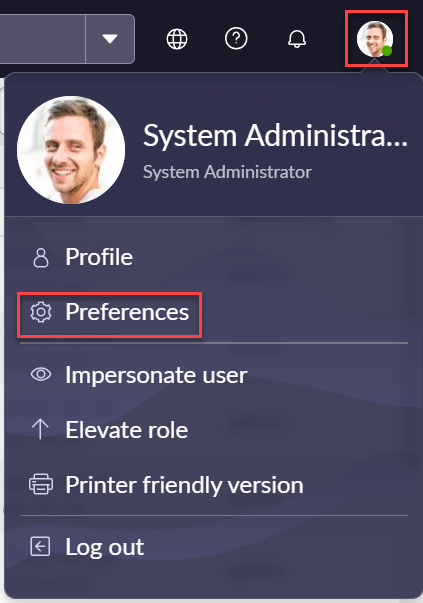 System Administra...
System Administrator
Profile
Preferences
Impersonate user
Elevate role
Printer friendly version
Log out